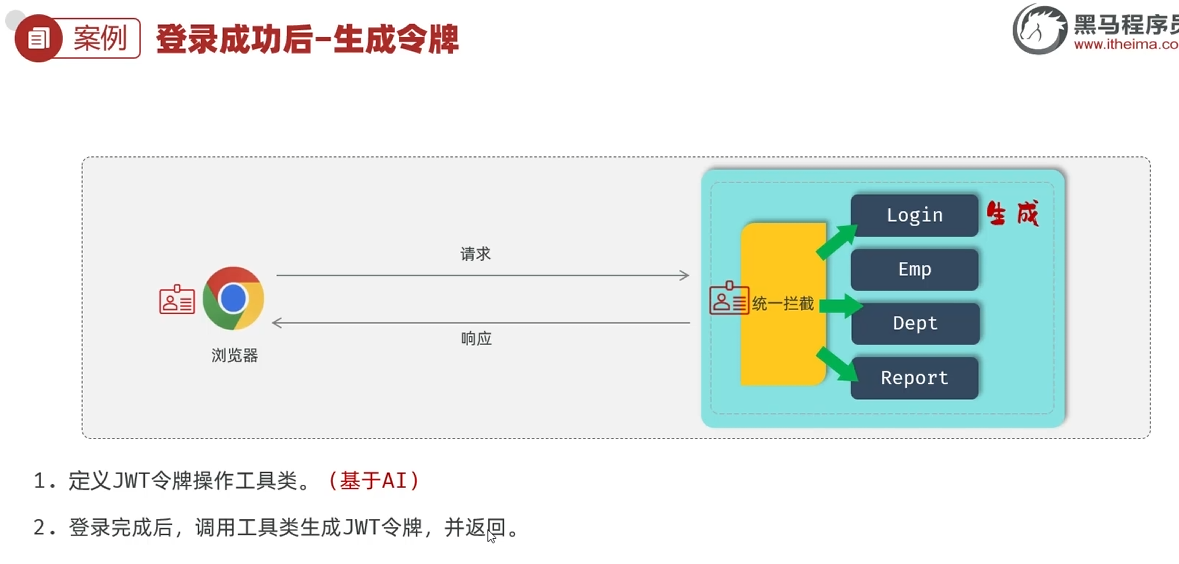 案例 登录成功后-生成令牌
黑马程序员
www.itheima.co
Login
生成
请求
Emp
统一拦截
Dept
响应
浏览器
Report
1. 定义JWT令牌操作工具类。（基于AI）
2. 登录完成后，调用工具类生成JWT令牌，并返回。